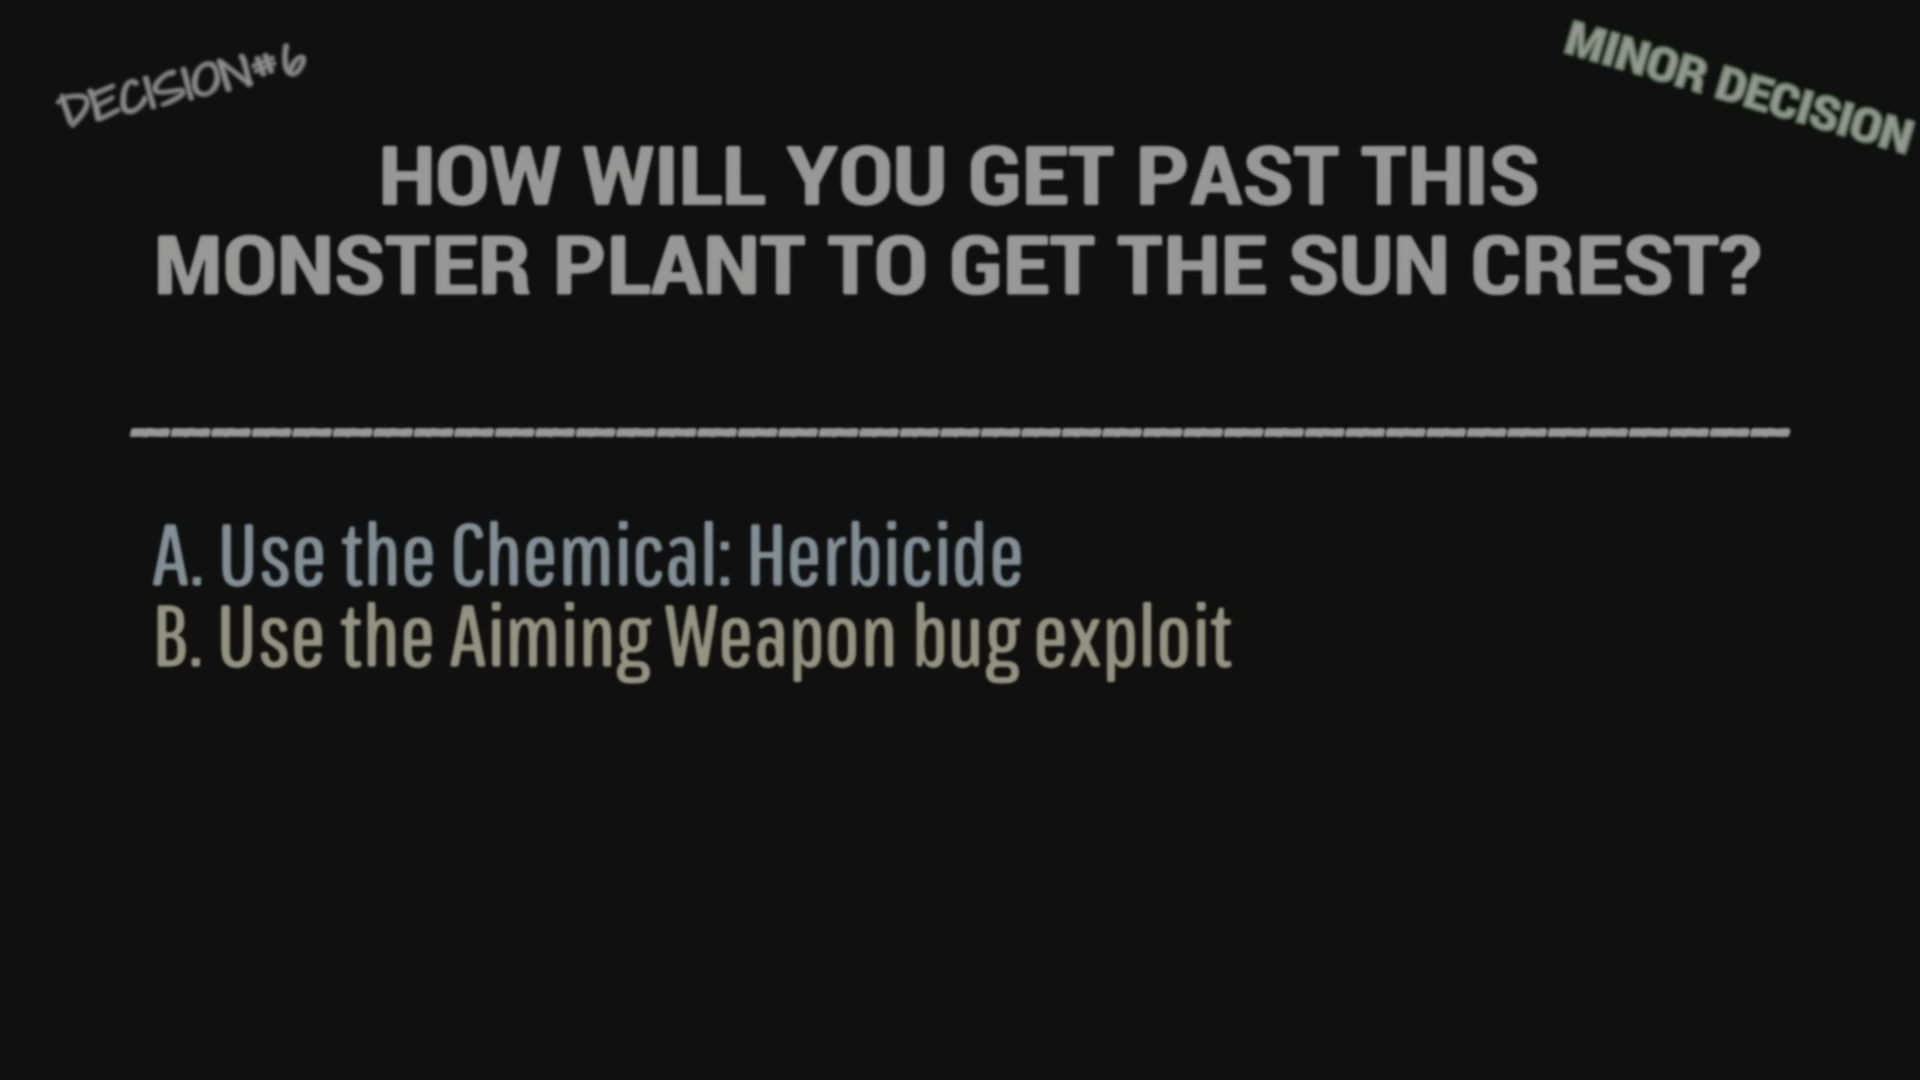 DECISION#6
MINOR DECISION
HOW WILL YOU GET PAST THIS
MONSTER PLANT TO GET THE SUN CREST?
A. Use the Chemical: Herbicide
B. Use the Aiming Weapon bug exploit